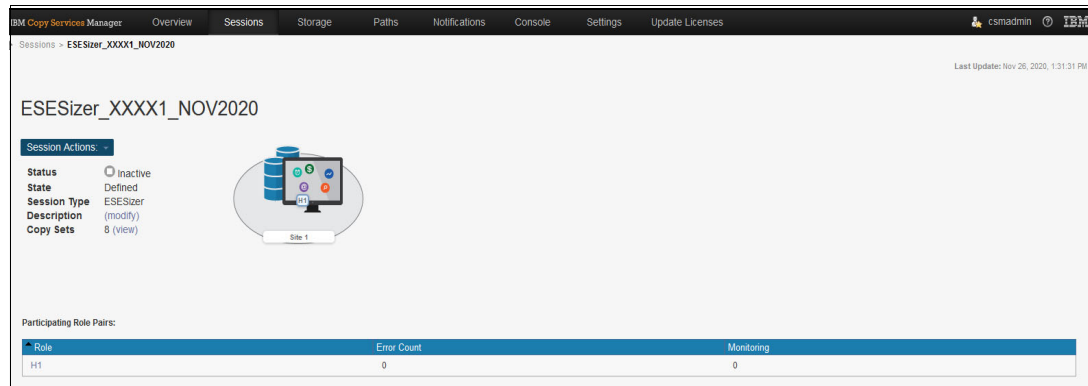 IBM Copy Services Manager Overview Sessions Storage Paths Notifications Console Settings Update Licenses csmadmin ? IBM
Sessions > ESESizer_XXXX1_NOV2020
Last Update: Nov 26, 2020, 1:31:31 PM
ESESizer_XXXX1_NOV2020
Session Actions:
Status Inactive
State Defined
Session Type ESESizer
Description (modify)
Copy Sets 8 (view)
H1
Site 1
Participating Role Pairs:
Role Error Count Monitoring
H1 0 0